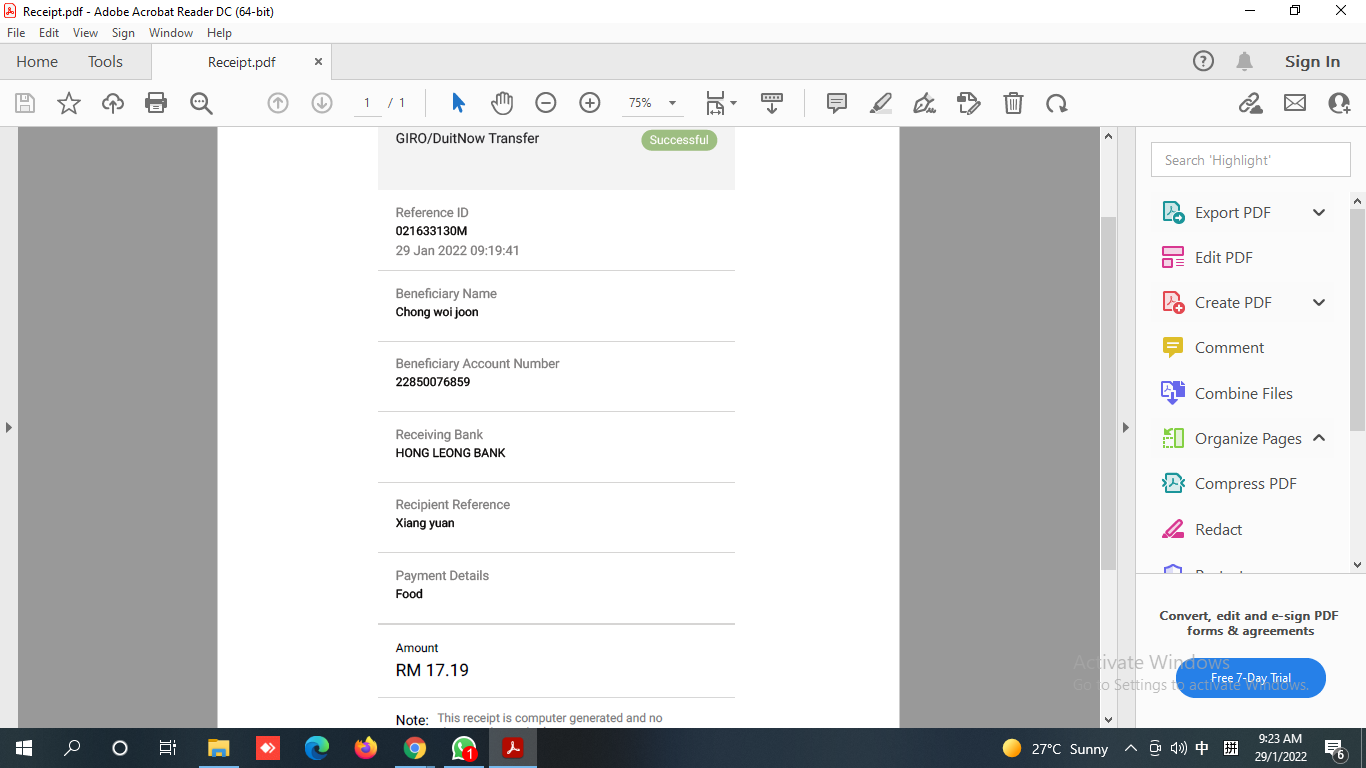 Receipt.pdf - Adobe Acrobat Reader DC (64-bit)
File Edit View Sign Window Help
Home Tools Receipt.pdf × Sign In
1 / 1 75%
GIRO/DuitNow Transfer Successful
Reference ID
021633130M
29 Jan 2022 09:19:41
Beneficiary Name
Chong woi joon
Beneficiary Account Number
22850076859
Receiving Bank
HONG LEONG BANK
Recipient Reference
Xiang yuan
Payment Details
Food
Amount
RM 17.19
Note: This receipt is computer generated and no
Search 'Highlight'
Export PDF
Edit PDF
Create PDF
Comment
Combine Files
Organize Pages
Compress PDF
Redact
Convert, edit and e-sign PDF
forms & agreements
Free 7-Day Trial
Activate Windows
Go to Settings to activate Windows.
1
27°C Sunny
中
9:23 AM
29/1/2022
6